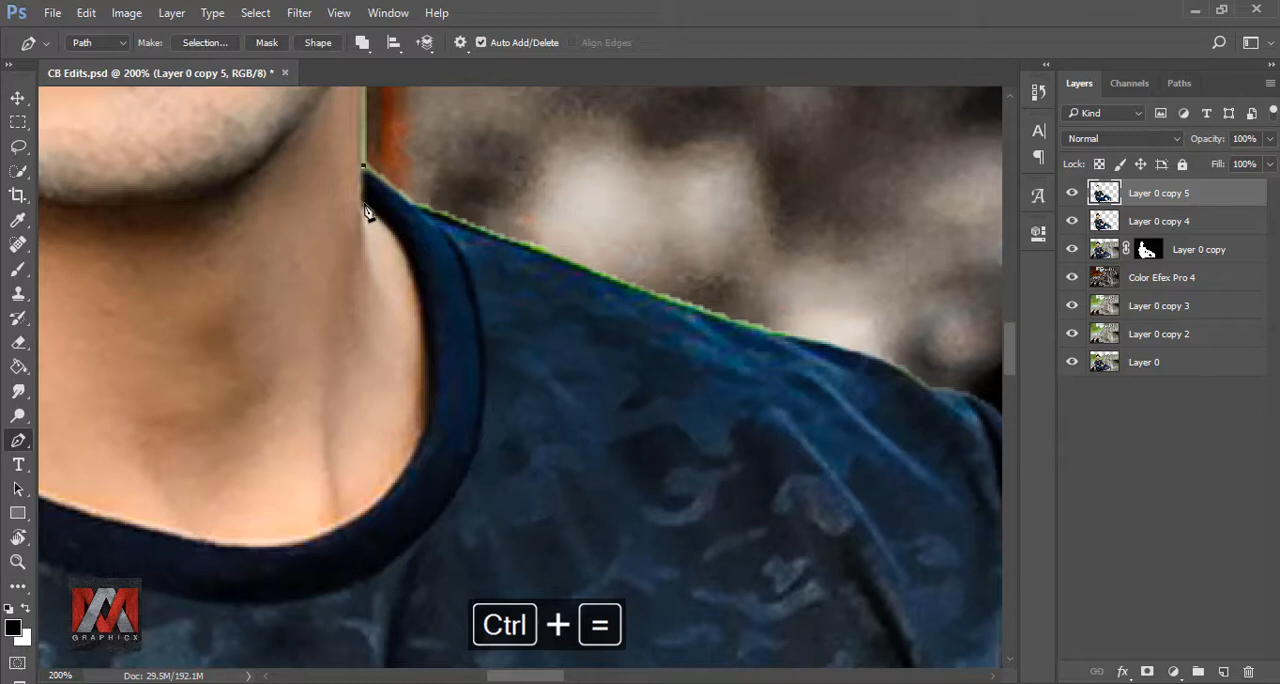 Ps File Edit Image Layer Type Select Filter View Window Help
Path Make: Selection... Mask Shape Auto Add/Delete Align Edges
CB Edits.psd @ 200% (Layer 0 copy 5, RGB/8) * ×
Layers Channels Paths
Kind
Normal Opacity: 100%
Lock: Fill: 100%
Layer 0 copy 5
Layer 0 copy 4
Layer 0 copy
Color Efex Pro 4
Layer 0 copy 3
Layer 0 copy 2
Layer 0
GRAPHICX
Ctrl + =
200% Doc: 29.5M/192.1M